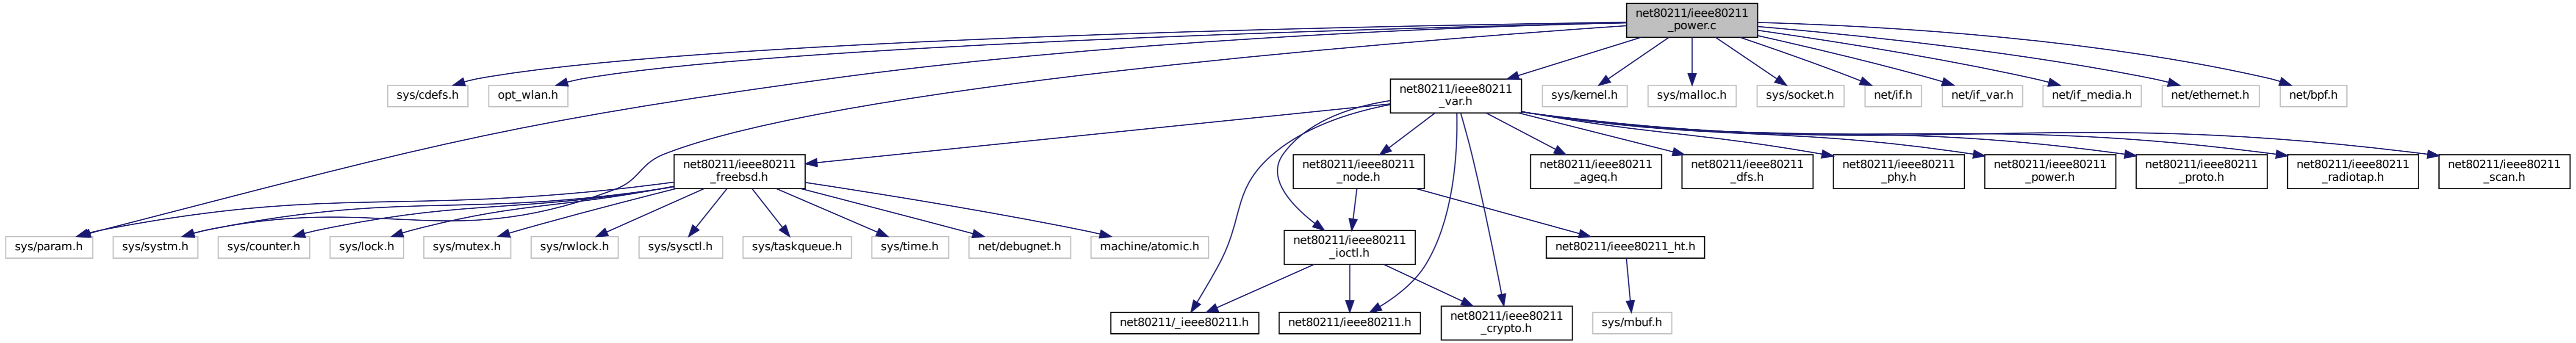 net80211/ieee80211
_power.c
sys/cdefs.h
opt_wlan.h
net80211/ieee80211
_var.h
sys/kernel.h
sys/malloc.h
sys/socket.h
net/if.h
net/if_var.h
net/if_media.h
net/ethernet.h
net/bpf.h
net80211/ieee80211
_freebsd.h
net80211/ieee80211
_node.h
net80211/ieee80211
_ageq.h
net80211/ieee80211
_dfs.h
net80211/ieee80211
_phy.h
net80211/ieee80211
_power.h
net80211/ieee80211
_proto.h
net80211/ieee80211
_radiotap.h
net80211/ieee80211
_scan.h
sys/param.h
sys/systm.h
sys/counter.h
sys/lock.h
sys/mutex.h
sys/rwlock.h
sys/sysctl.h
sys/taskqueue.h
sys/time.h
net/debugnet.h
machine/atomic.h
net80211/ieee80211
_ioctl.h
net80211/ieee80211_ht.h
net80211/_ieee80211.h
net80211/ieee80211.h
net80211/ieee80211
_crypto.h
sys/mbuf.h